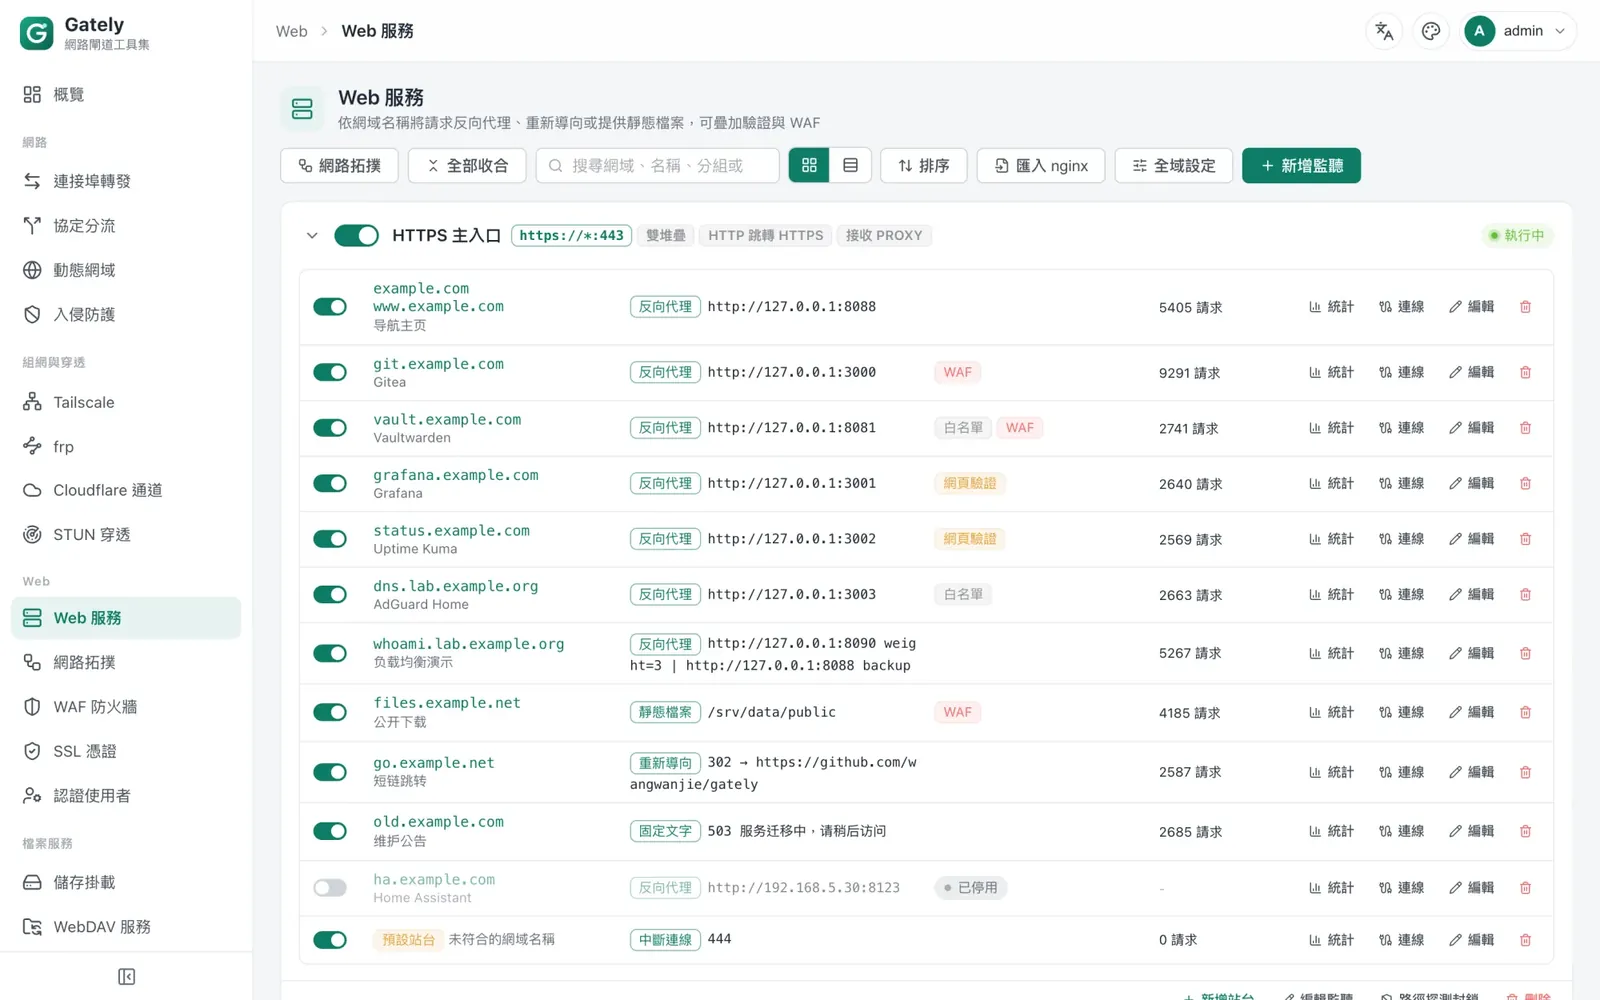 Gately
網路閘道工具集
概覽
網路
連接埠轉發
協定分流
動態網域
入侵防護
組網與穿透
Tailscale
frp
Cloudflare 通道
STUN 穿透
Web
Web 服務
網路拓撲
WAF 防火牆
SSL 憑證
認證使用者
檔案服務
儲存掛載
WebDAV 服務
Web > Web 服務
A admin
Web 服務
依網域名稱將請求反向代理、重新導向或提供靜態檔案，可疊加驗證與 WAF
網路拓撲 全部收合 搜尋網域、名稱、分組或 排序 匯入 nginx 全域設定 + 新增監聽
HTTPS 主入口 https://*:443 雙堆疊 HTTP 跳轉 HTTPS 接收 PROXY 執行中
example.com
www.example.com
导航主页
反向代理 http://127.0.0.1:8088 5405 請求 統計 連線 編輯
git.example.com
Gitea
反向代理 http://127.0.0.1:3000 WAF 9291 請求 統計 連線 編輯
vault.example.com
Vaultwarden
反向代理 http://127.0.0.1:8081 白名單 WAF 2741 請求 統計 連線 編輯
grafana.example.com
Grafana
反向代理 http://127.0.0.1:3001 網頁驗證 2640 請求 統計 連線 編輯
status.example.com
Uptime Kuma
反向代理 http://127.0.0.1:3002 網頁驗證 2569 請求 統計 連線 編輯
dns.lab.example.org
AdGuard Home
反向代理 http://127.0.0.1:3003 白名單 2663 請求 統計 連線 編輯
whoami.lab.example.org
负载均衡演示
反向代理 http://127.0.0.1:8090 weig
ht=3 | http://127.0.0.1:8088 backup
5267 請求 統計 連線 編輯
files.example.net
公开下载
靜態檔案 /srv/data/public WAF 4185 請求 統計 連線 編輯
go.example.net
短链跳转
重新導向 302 → https://github.com/w
angwanjie/gately
2587 請求 統計 連線 編輯
old.example.com
维护公告
固定文字 503 服务迁移中，请稍后访问 2685 請求 統計 連線 編輯
ha.example.com
Home Assistant
反向代理 http://192.168.5.30:8123 已停用 - 統計 連線 編輯
預設站台 未符合的網域名稱 中斷連線 444 0 請求 統計 連線 編輯
+ 新增站台 編輯監聽 路徑探測封鎖 刪除